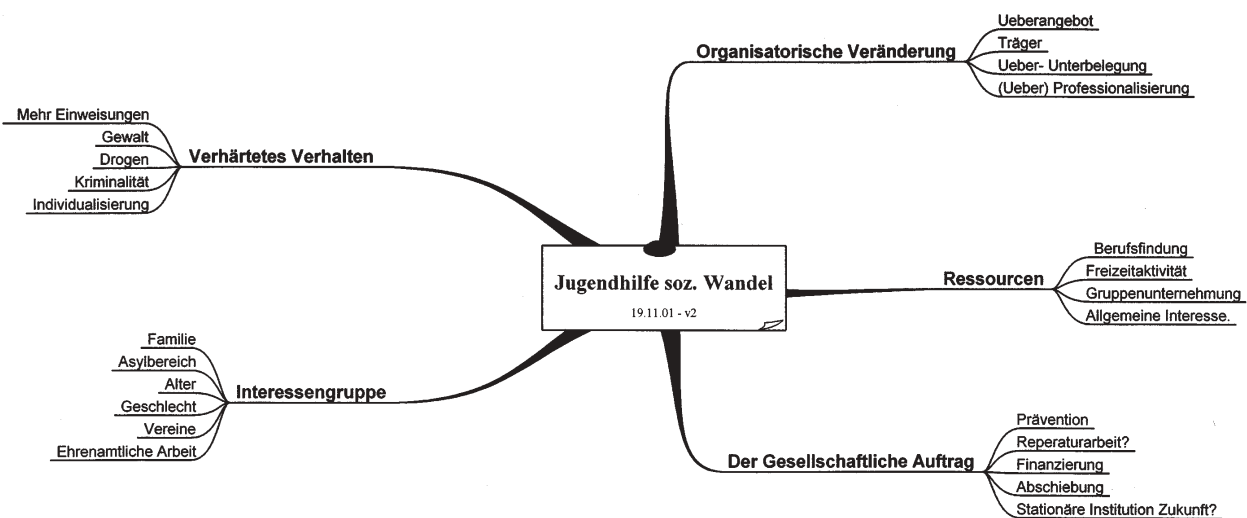 Jugendhilfe soz. Wandel
19.11.01 - v2
Organisatorische Veränderung
Ueberangebot
Träger
Ueber- Unterbelegung
(Ueber) Professionalisierung
Ressourcen
Berufsfindung
Freizeitaktivität
Gruppenunternehmung
Allgemeine Interesse.
Der Gesellschaftliche Auftrag
Prävention
Reperaturarbeit?
Finanzierung
Abschiebung
Stationäre Institution Zukunft?
Verhärtetes Verhalten
Mehr Einweisungen
Gewalt
Drogen
Kriminalität
Individualisierung
Interessengruppe
Familie
Asylbereich
Alter
Geschlecht
Vereine
Ehrenamtliche Arbeit